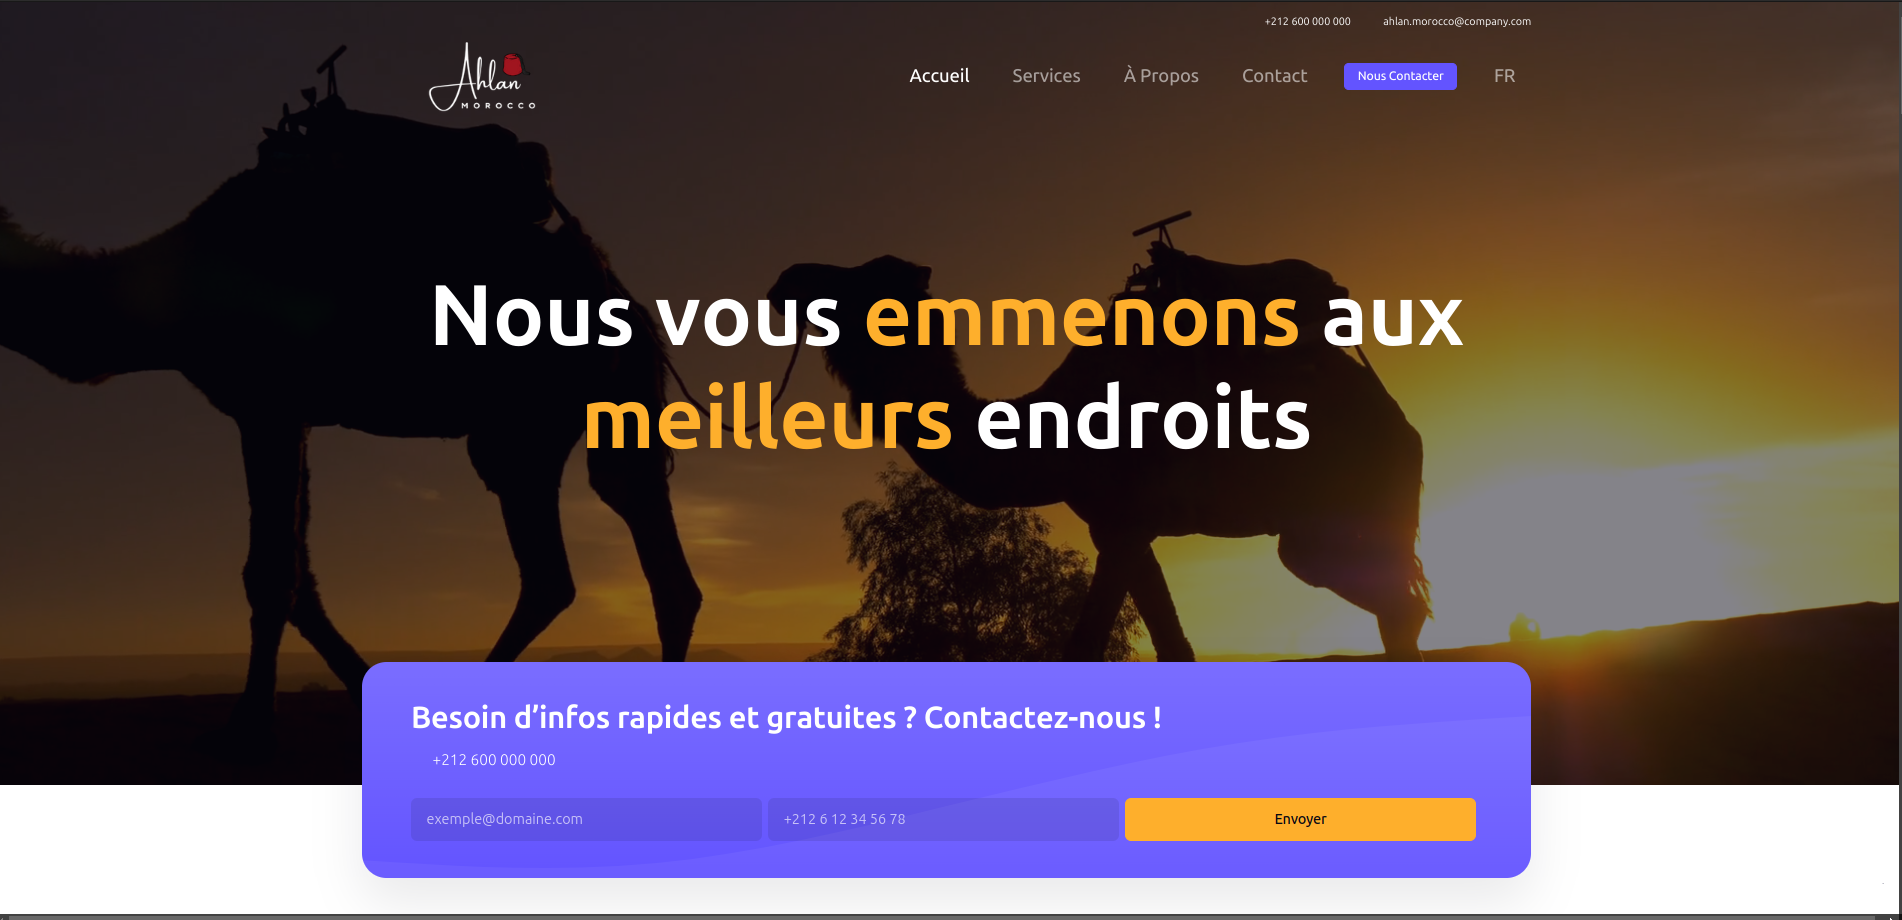 +212 600 000 000 ahlan.morocco@company.com
Ahlan
MOROCCO
Accueil Services À Propos Contact Nous Contacter FR
Nous vous emmenons aux
meilleurs endroits
Besoin d’infos rapides et gratuites ? Contactez-nous !
+212 600 000 000
exemple@domaine.com +212 6 12 34 56 78 Envoyer